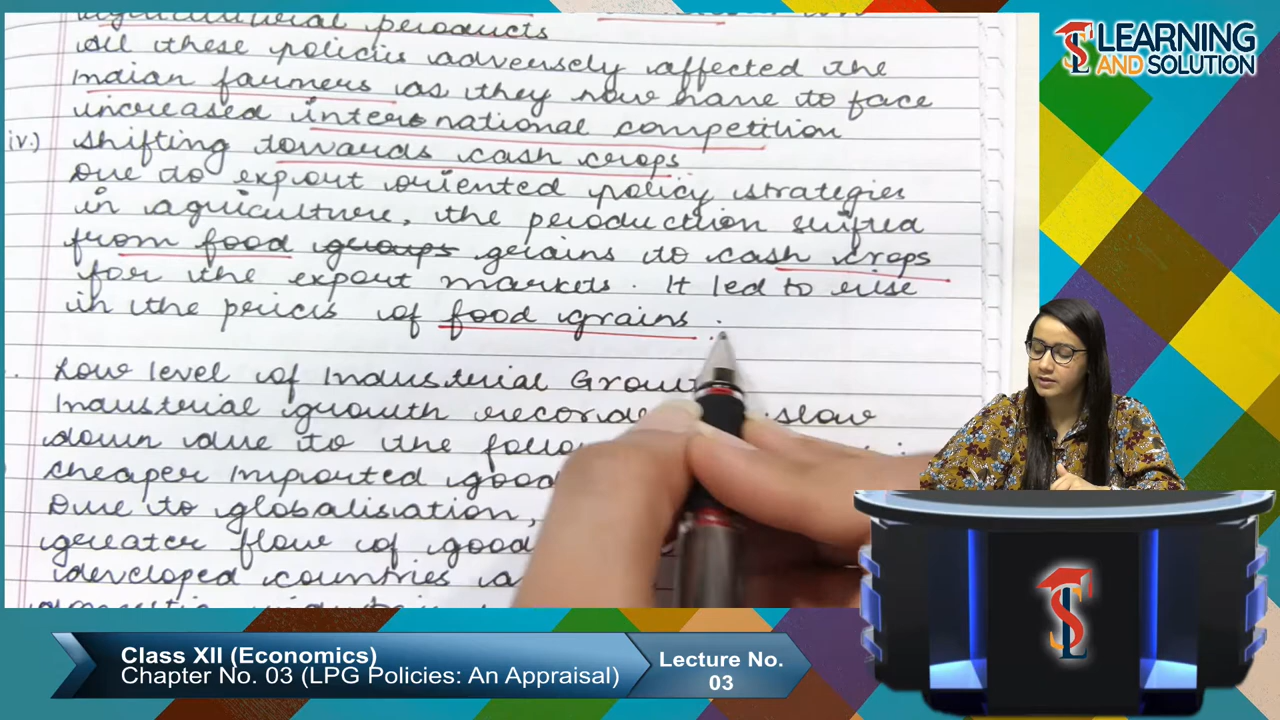 agricultural products
All these policies adversely affected the
Indian farmers as they now have to face
increased international competition
iv.) Shifting towards cash crops
Due to export oriented policy strategies
in agriculture, the production shifted
from food groups grains to cash crops
for the export markets. It led to rise
in the prices of food grains.
Low level of Industrial Growt
Industrial growth recorde slow
down due to the follo
cheaper Imported good
Due to globalisation,
greater flow of good
developed countries a
domestic
LEARNING
AND SOLUTION
SL
Class XII (Economics)
Chapter No. 03 (LPG Policies: An Appraisal)
Lecture No.
03